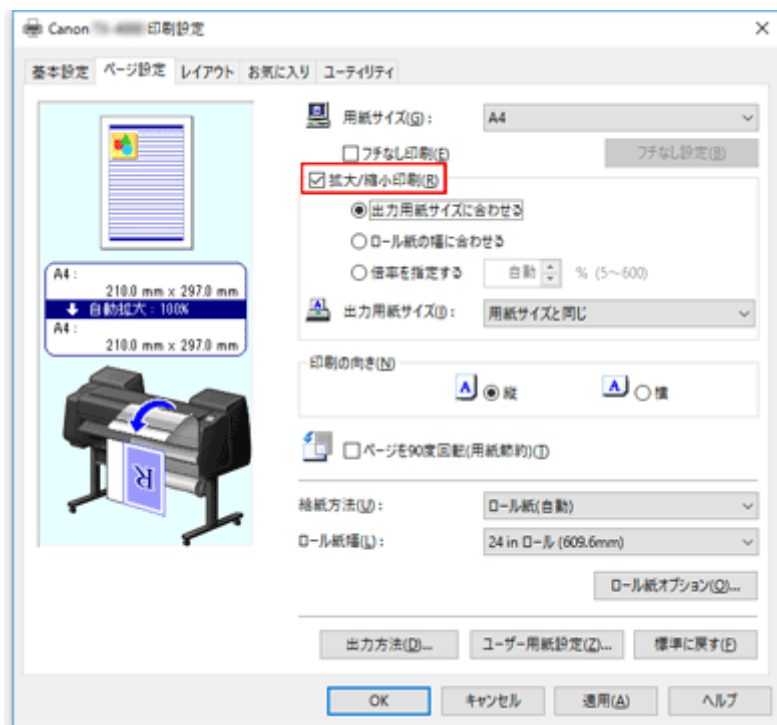 Canon 印刷設定
基本設定 ページ設定 レイアウト お気に入り ユーティリティ
用紙サイズ(G): A4
フチなし印刷(E) フチなし設定(B)
拡大/縮小印刷(R)
出力用紙サイズに合わせる
ロール紙の幅に合わせる
倍率を指定する 自動 % (5～600)
出力用紙サイズ(I): 用紙サイズと同じ
A4:
210.0 mm x 297.0 mm
自動拡大: 100%
A4:
210.0 mm x 297.0 mm
R
印刷の向き(N)
A 縦 A 横
ページを90度回転(用紙節約)(T)
給紙方法(U): ロール紙(自動)
ロール紙幅(L): 24 in ロール (609.6mm)
ロール紙オプション(O)...
出力方法(D)... ユーザー用紙設定(Z)... 標準に戻す(F)
OK キャンセル 適用(A) ヘルプ